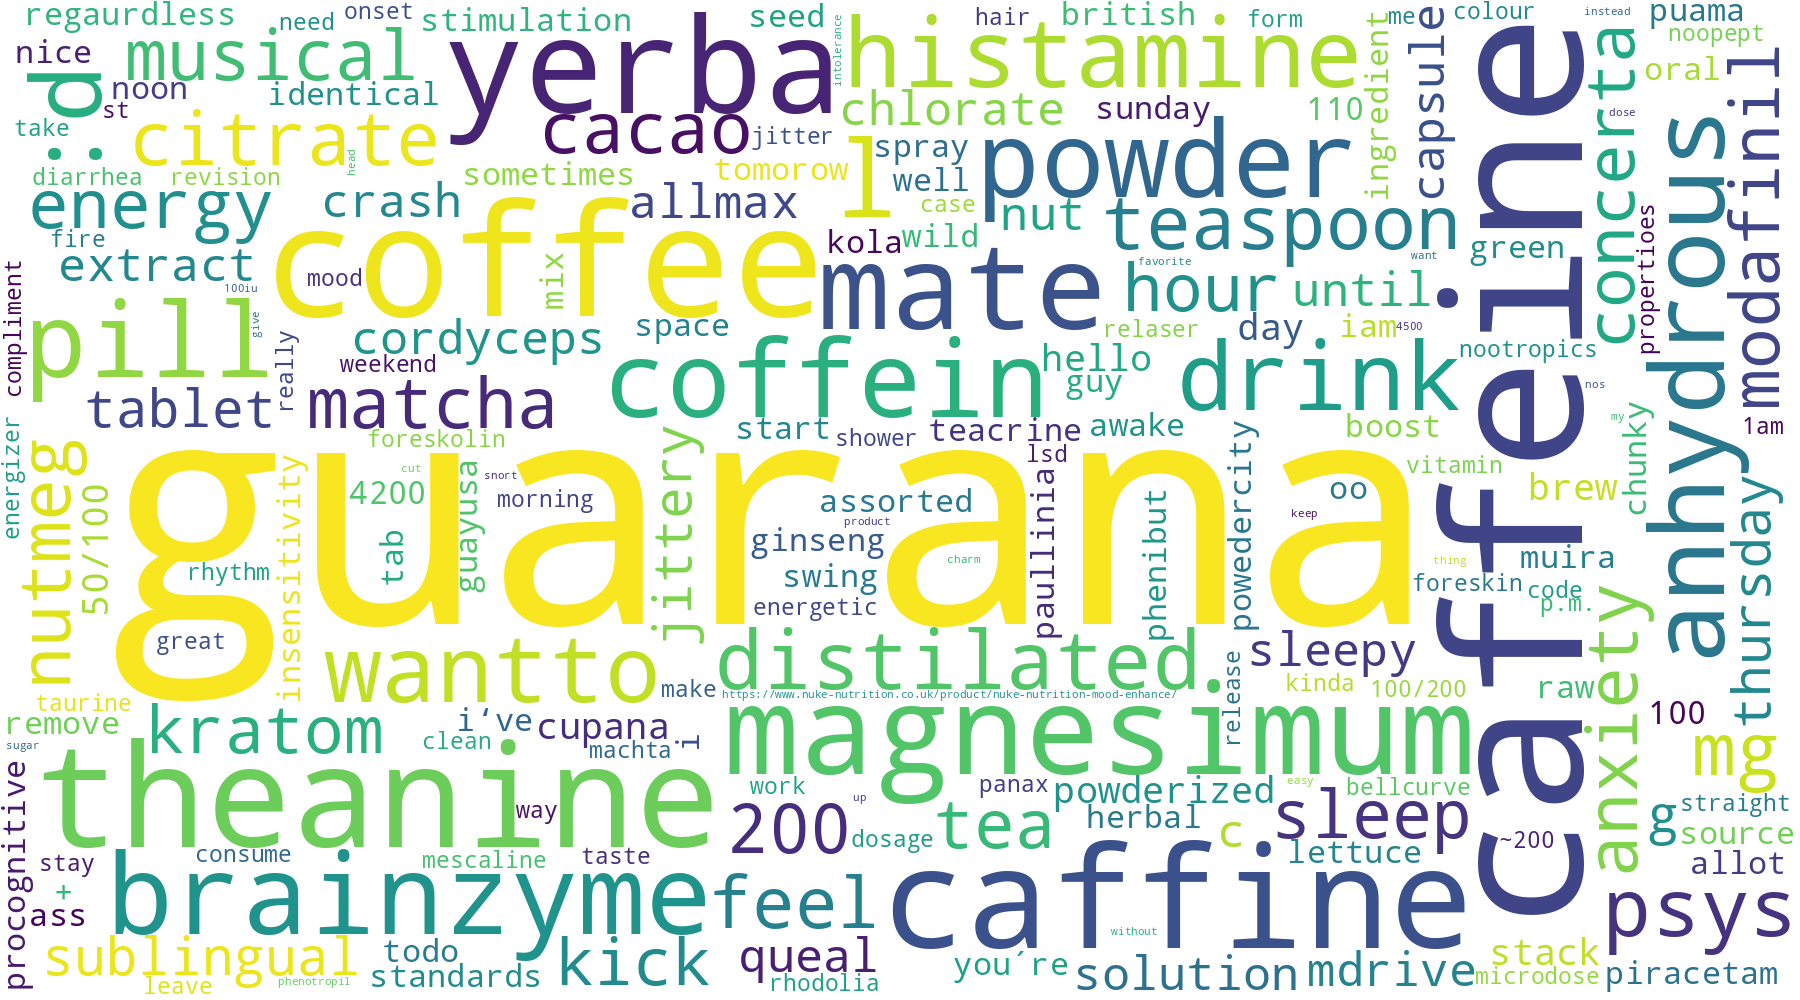 regaurdless
need
onset
stimulation
yerba
seed
intolerance
histamine
hair
british
form
ingredient
me
capsule
colour
instead
puama
noopept
nice
:d
musical
noon
st
identical
take
citrate
head
diarrhea
revision
cacao
jitter
chlorate
sunday
110
spray
well
l
powder
caffeine
concerta
oral
dose
anhydrous
modafinil
energy
crash
sometimes
allmax
tomorow
case
nut
teaspoon
fire
extract
100iu
mood
coffee
mix
kola
wild
mate
favorite
hour
until
green
want
propertioes
compliment
pill
give
really
cordyceps
space
relaser
day
iam
4500
nootropics
weekend
coffein
hello
guy
drink
nos
tablet
matcha
my
chunky
1am
energizer
nutmeg
50/100
foreskolin
cut
start
shower
teacrine
awake
boost
guarana
insensitivity
4200
tab
guayusa
snort
morning
jittery
assorted
product
lsd
paullinia
phenibut
powdercity
oo
keep
vitamin
brew
thursday
rhythm
ginseng
swing
charm
energetic
thing
muira
foreskin
code
p.m.
great
wantto
distilated
sleepy
anxiety
https://www.nuke-nutrition.co.uk/product/nuke-nutrition-mood-enhance/
taurine
make
release
kinda
100/200
raw
remove
kratom
i‘ve
cupana
i
100
clean
machta
magnesimum
mg
sugar
procognitive
theanine
way
work
up
panax
easy
powderized
bellcurve
200
dosage
tea
herbal
c
sleep
~200
g
straight
source
stay
consume
mescaline
taste
lettuce
allot
+
ass
brainzyme
feel
caffine
psys
without
sublingual
todo
kick
queal
you´re
stack
leave
phenotropil
standards
rhodolia
solution
mdrive
microdose
piracetam